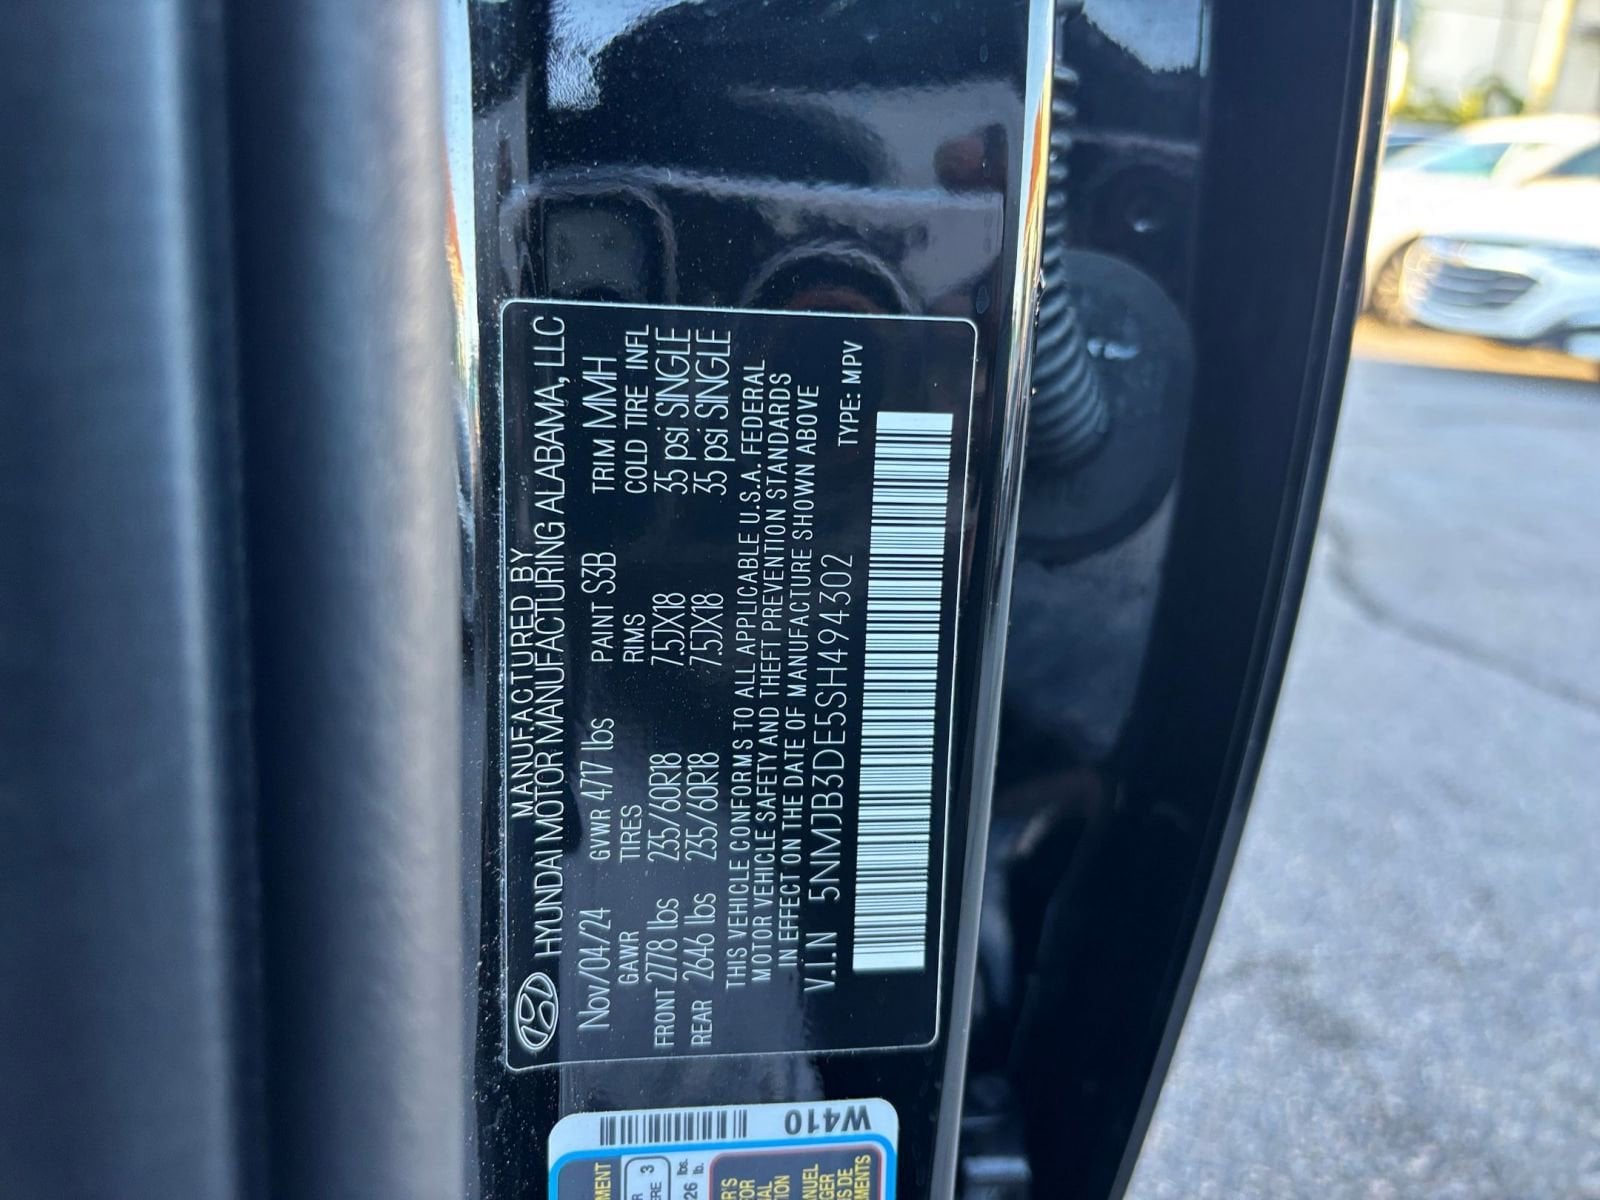 MANUFACTURED BY
HYUNDAI MOTOR MANUFACTURING ALABAMA, LLC
Nov/04/24 GVWR 4717 lbs PAINT S3B TRIM MMH
GAWR TIRES RIMS COLD TIRE INFL
FRONT 2778 lbs 235/60R18 7.5JX18 35 psi SINGLE
REAR 2646 lbs 235/60R18 7.5JX18 35 psi SINGLE
THIS VEHICLE CONFORMS TO ALL APPLICABLE U.S.A. FEDERAL
MOTOR VEHICLE SAFETY AND THEFT PREVENTION STANDARDS
IN EFFECT ON THE DATE OF MANUFACTURE SHOWN ABOVE
V.I.N 5NMJB3DE5SH494302
TYPE: MPV
W410
3
lbs.
lb.